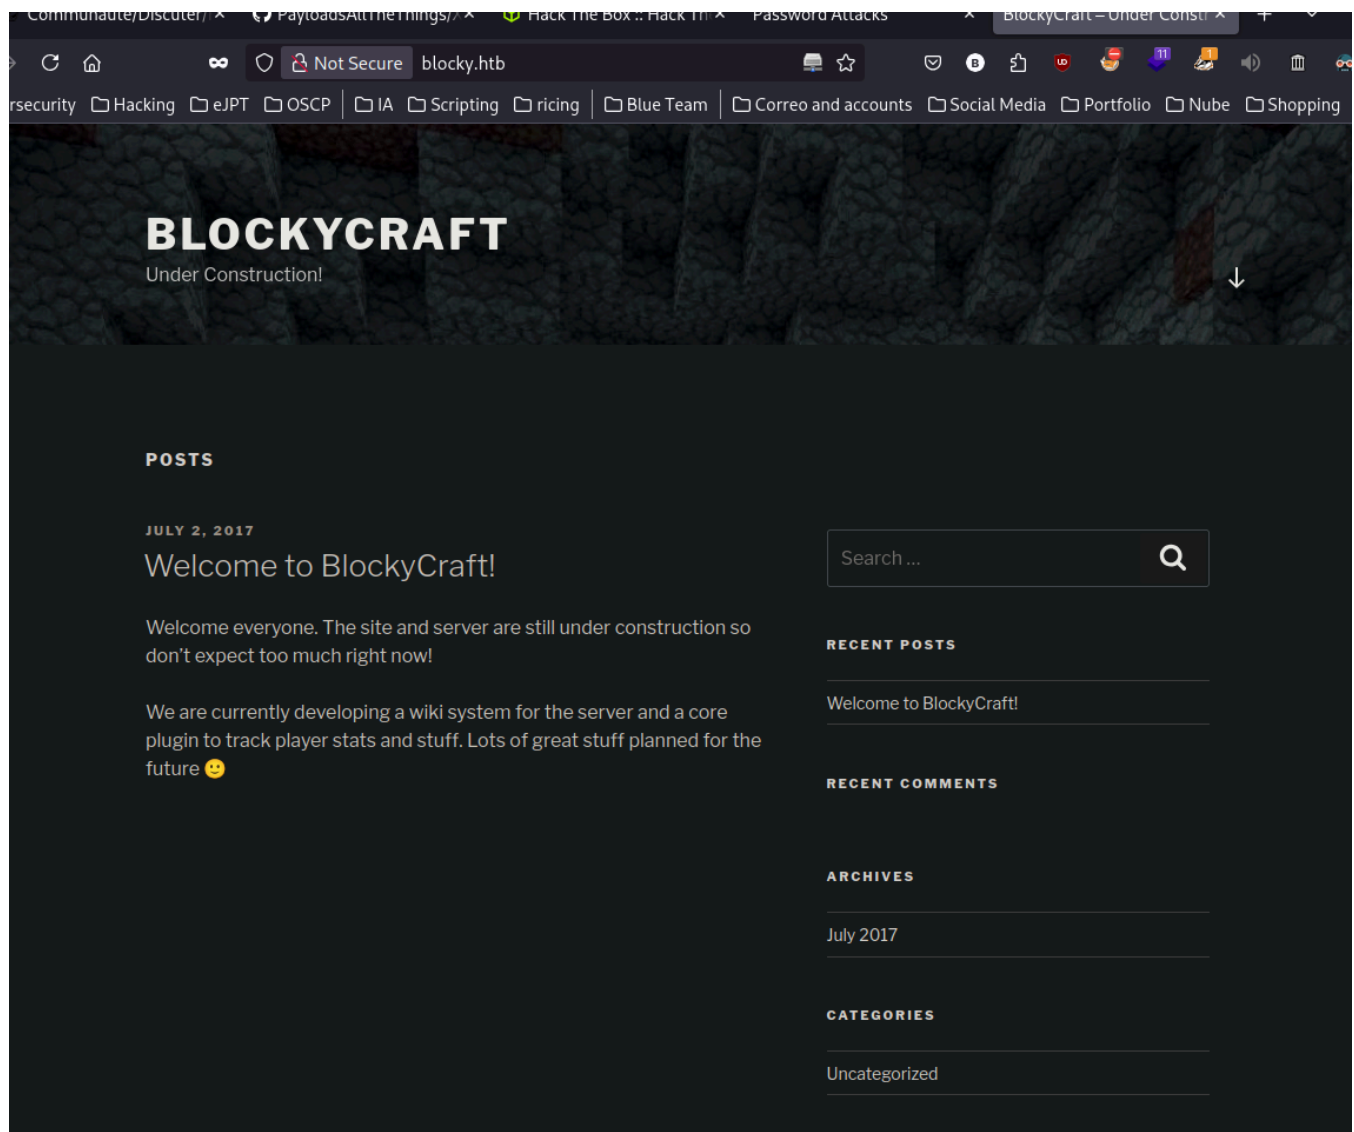 Communaute/Discuter/ PayloadsAllTheThings/ Hack The Box :: Hack Th Password Attacks BlockyCraft – Under Constr
Not Secure blocky.htb 11 1
rsecurity Hacking eJPT OSCP IA Scripting ricing Blue Team Correo and accounts Social Media Portfolio Nube Shopping
BLOCKYCRAFT
Under Construction!
POSTS
JULY 2, 2017
Welcome to BlockyCraft!
Welcome everyone. The site and server are still under construction so
don’t expect too much right now!
We are currently developing a wiki system for the server and a core
plugin to track player stats and stuff. Lots of great stuff planned for the
future 🙂
Search …
RECENT POSTS
Welcome to BlockyCraft!
RECENT COMMENTS
ARCHIVES
July 2017
CATEGORIES
Uncategorized